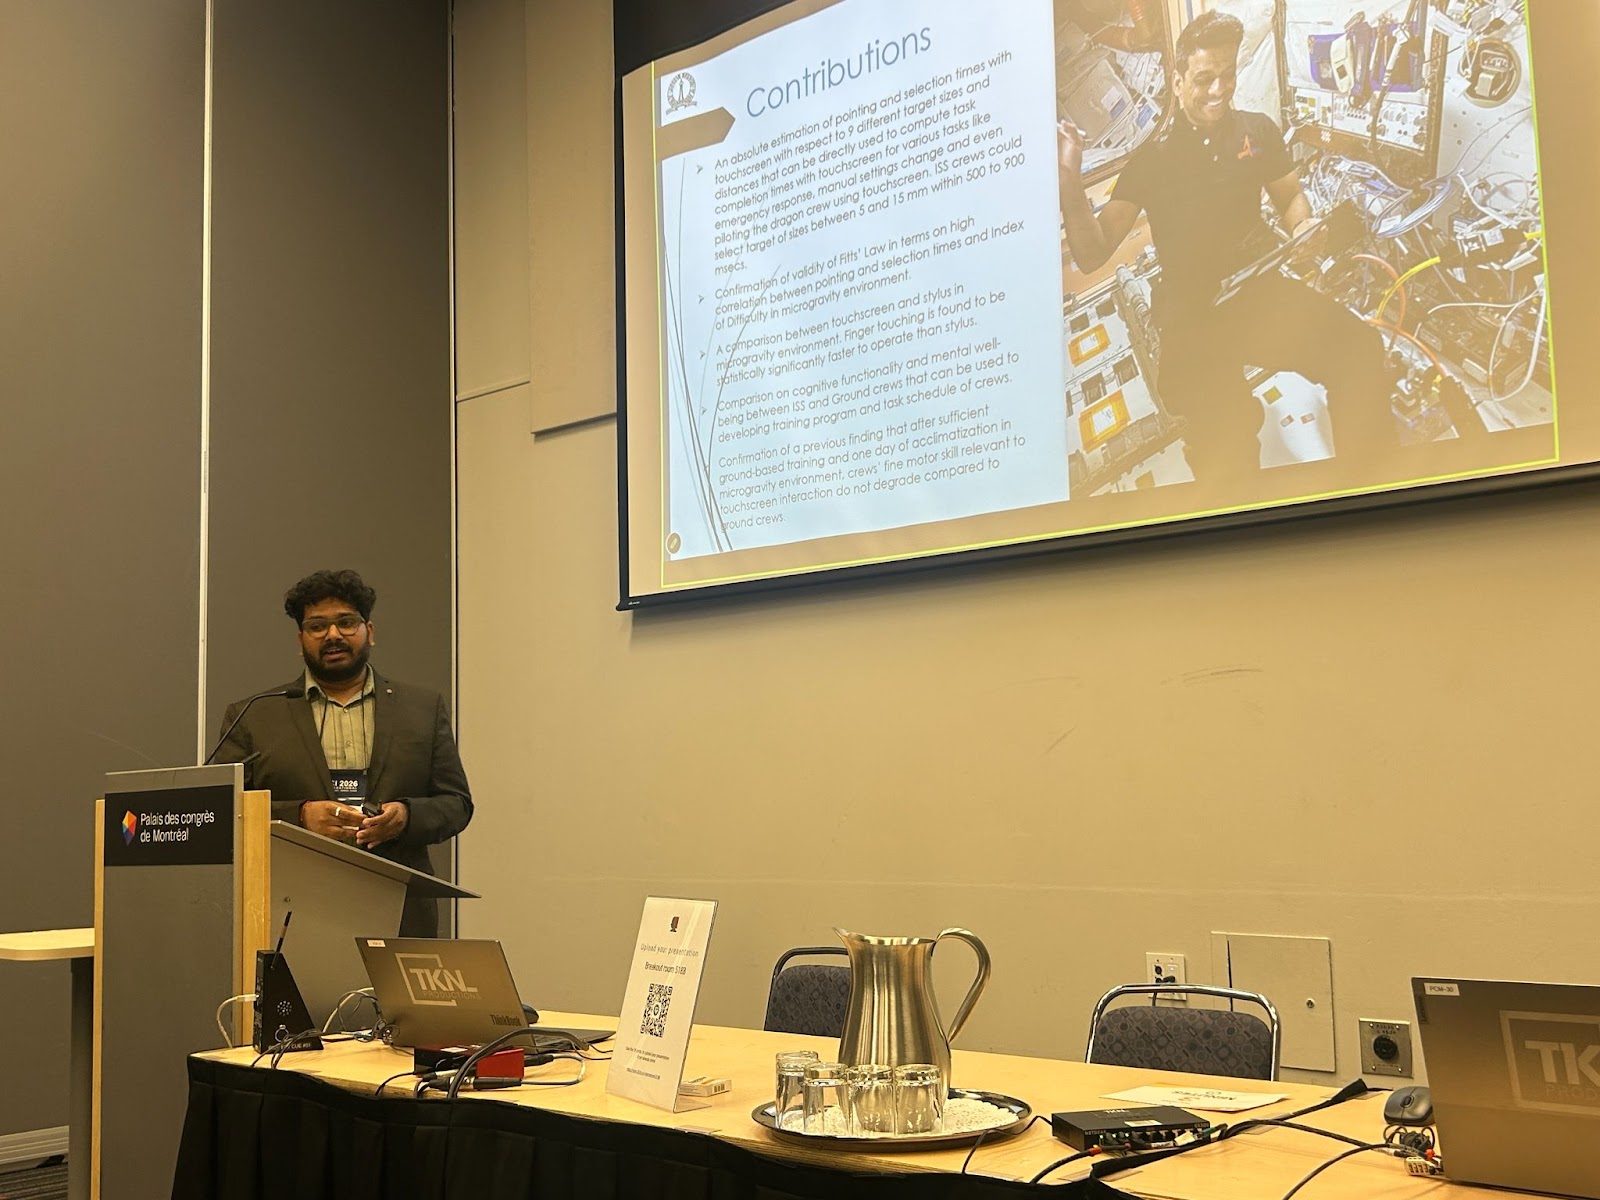 Contributions
An absolute estimation of pointing and selection times with
touchscreen with respect to 9 different target sizes and
distances that can be directly used to compute task
completion times with touchscreen for various tasks like
emergency response, manual settings change and even
piloting the dragon crew using touchscreen. ISS crews could
select target of sizes between 5 and 15 mm within 500 to 900
msecs.
Confirmation of validity of Fitts' Law in terms on high
correlation between pointing and selection times and Index
of Difficulty in microgravity environment.
A comparison between touchscreen and stylus in
microgravity environment. Finger touching is found to be
statistically significantly faster to operate than stylus.
Comparison on cognitive functionality and mental well-
being between ISS and Ground crews that can be used to
developing training program and task schedule of crews.
Confirmation of a previous finding that after sufficient
ground-based training and one day of acclimatization in
microgravity environment, crews' fine motor skill relevant to
touchscreen interaction do not degrade compared to
ground crews.
2026
Palais des congrès
de Montréal
TKN
PRODUCTIONS
ThinkBook
Upload your presentation
Breakout room 518B
PCM-30
TKN
NETGEAR